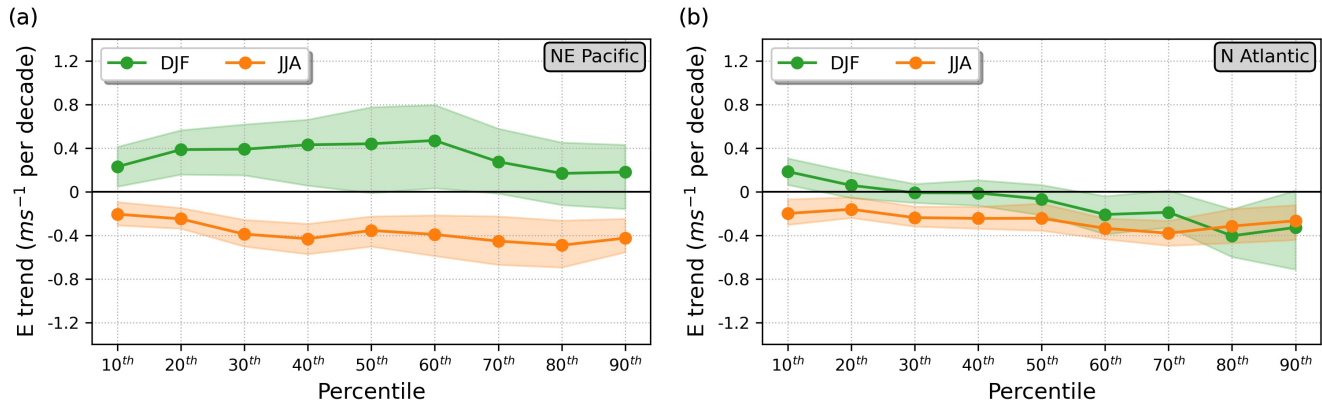 (a)
NE Pacific
DJF JJA
E trend (ms⁻¹ per decade)
1.2
0.8
0.4
0
-0.4
-0.8
-1.2
10th 20th 30th 40th 50th 60th 70th 80th 90th
Percentile
(b)
N Atlantic
DJF JJA
E trend (ms⁻¹ per decade)
1.2
0.8
0.4
0
-0.4
-0.8
-1.2
10th 20th 30th 40th 50th 60th 70th 80th 90th
Percentile